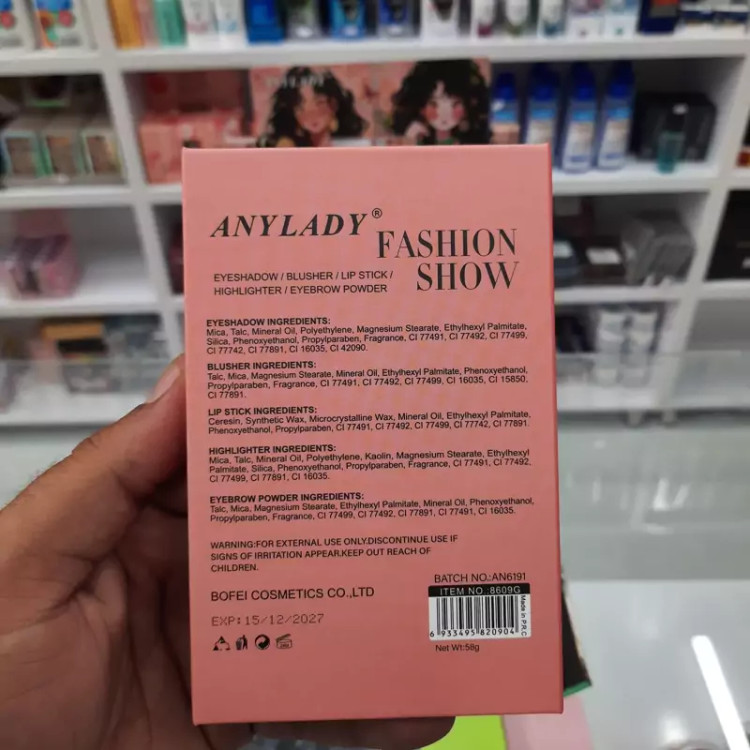 ANYLADY®
FASHION
SHOW
EYESHADOW / BLUSHER / LIP STICK /
HIGHLIGHTER / EYEBROW POWDER
EYESHADOW INGREDIENTS:
Mica, Talc, Mineral Oil, Polyethylene, Magnesium Stearate, Ethylhexyl Palmitate,
Silica, Phenoxyethanol, Propylparaben, Fragrance, CI 77491, CI 77492, CI 77499,
CI 77742, CI 77891, CI 16035, CI 42090.
BLUSHER INGREDIENTS:
Talc, Mica, Magnesium Stearate, Mineral Oil, Ethylhexyl Palmitate, Phenoxyethanol,
Propylparaben, Fragrance, CI 77491, CI 77492, CI 77499, CI 16035, CI 15850,
CI 77891.
LIP STICK INGREDIENTS:
Ceresin, Synthetic Wax, Microcrystalline Wax, Mineral Oil, Ethylhexyl Palmitate,
Phenoxyethanol, Propylparaben, CI 77491, CI 77492, CI 77499, CI 77742, CI 77891.
HIGHLIGHTER INGREDIENTS:
Mica, Talc, Mineral Oil, Polyethylene, Kaolin, Magnesium Stearate, Ethylhexyl
Palmitate, Silica, Phenoxyethanol, Propylparaben, Fragrance, CI 77491, CI 77492,
CI 77499, CI 77891, CI 16035.
EYEBROW POWDER INGREDIENTS:
Talc, Mica, Magnesium Stearate, Ethylhexyl Palmitate, Mineral Oil, Phenoxyethanol,
Propylparaben, Fragrance, CI 77499, CI 77492, CI 77891, CI 77491, CI 16035.
WARNING:FOR EXTERNAL USE ONLY.DISCONTINUE USE IF
SIGNS OF IRRITATION APPEAR.KEEP OUT REACH OF
CHILDREN.
BATCH NO.:AN6191
BOFEI COSMETICS CO.,LTD
ITEM NO.:8609G
EXP:15/12/2027
Made in P.R.C
6 933495 820904
Net Wt:58g